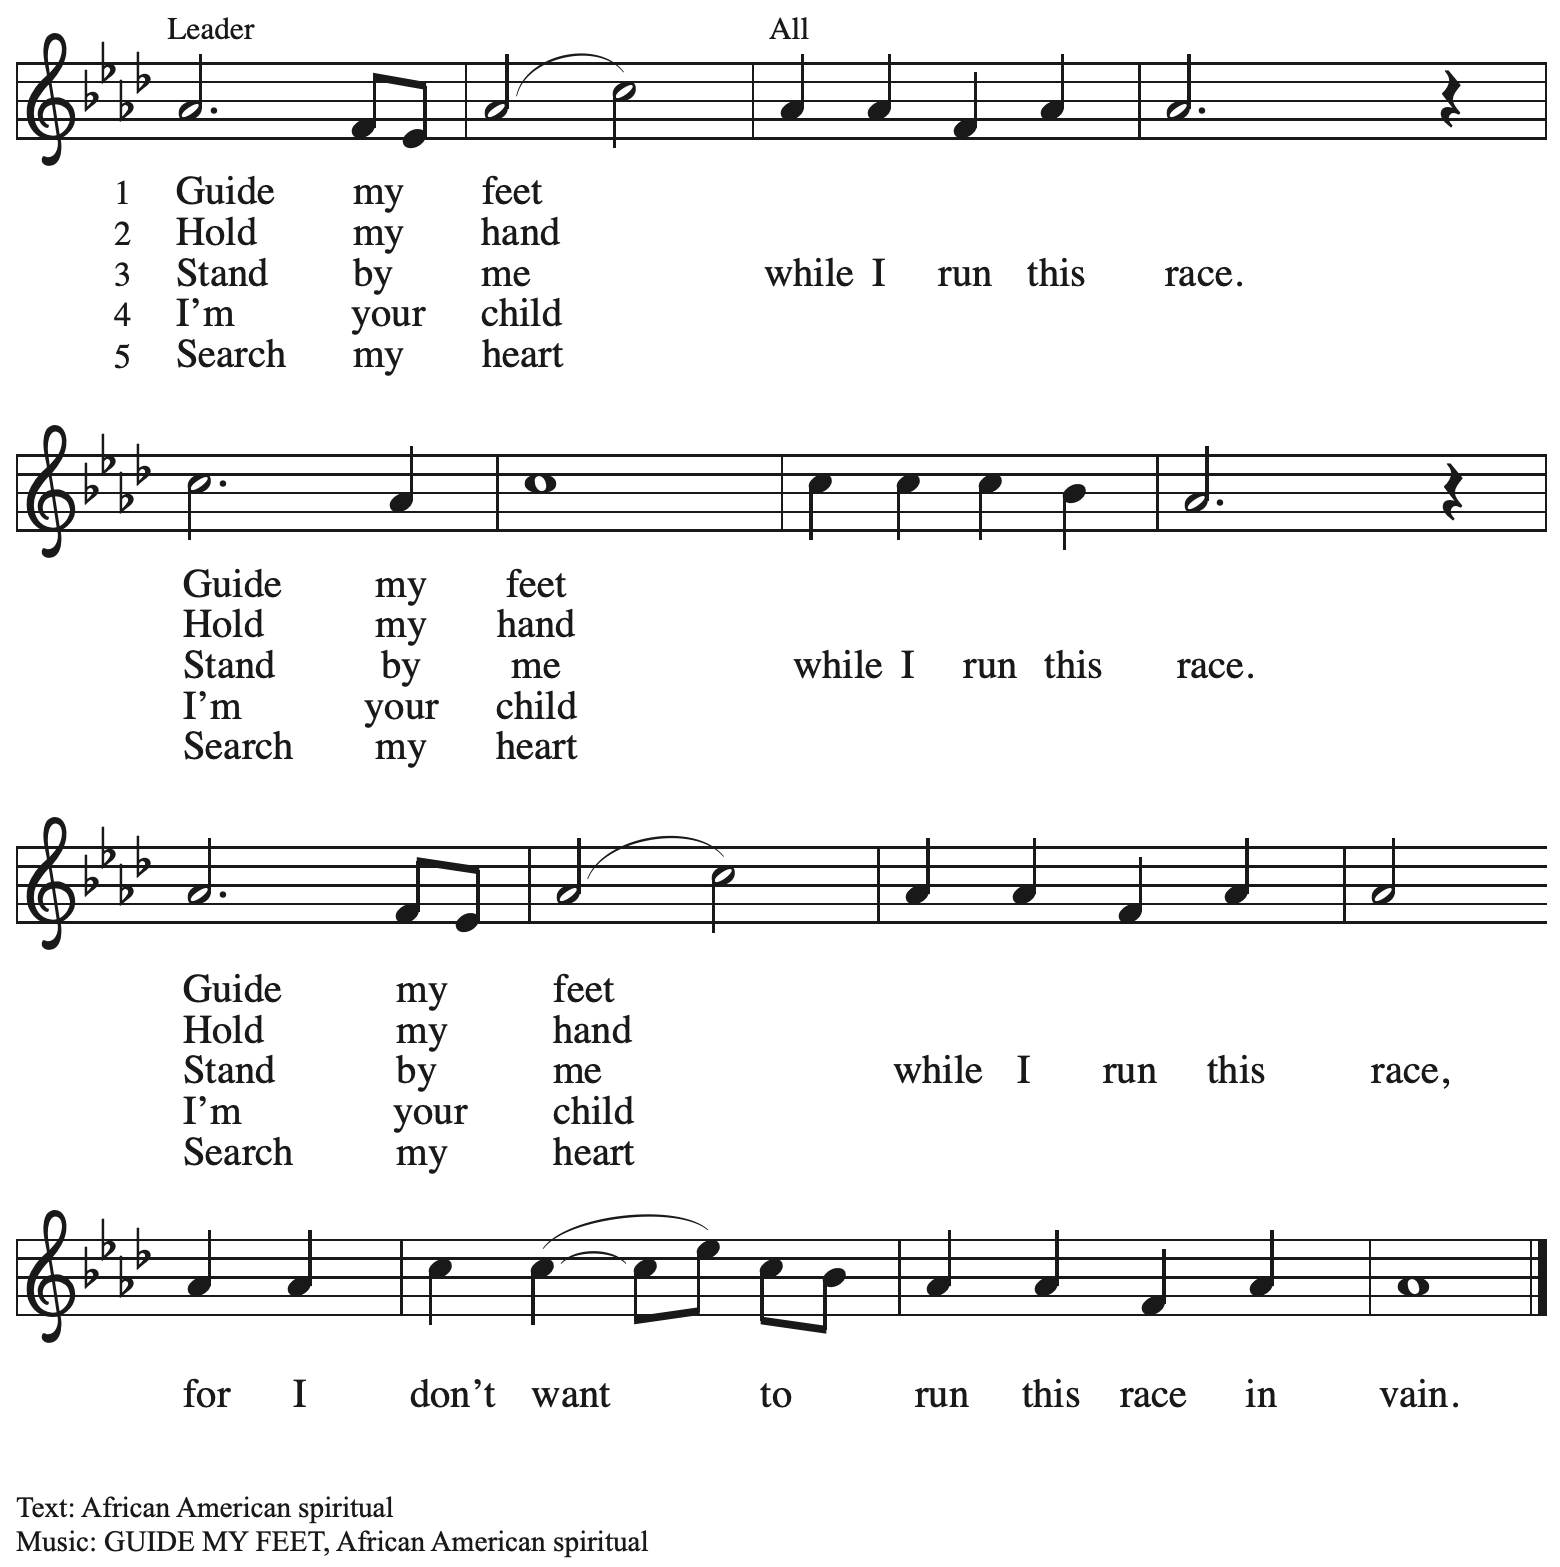 Leader All
1 Guide my feet
2 Hold my hand
3 Stand by me while I run this race.
4 I’m your child
5 Search my heart
Guide my feet
Hold my hand
Stand by me while I run this race.
I’m your child
Search my heart
Guide my feet
Hold my hand
Stand by me while I run this race,
I’m your child
Search my heart
for I don’t want to run this race in vain.
Text: African American spiritual
Music: GUIDE MY FEET, African American spiritual